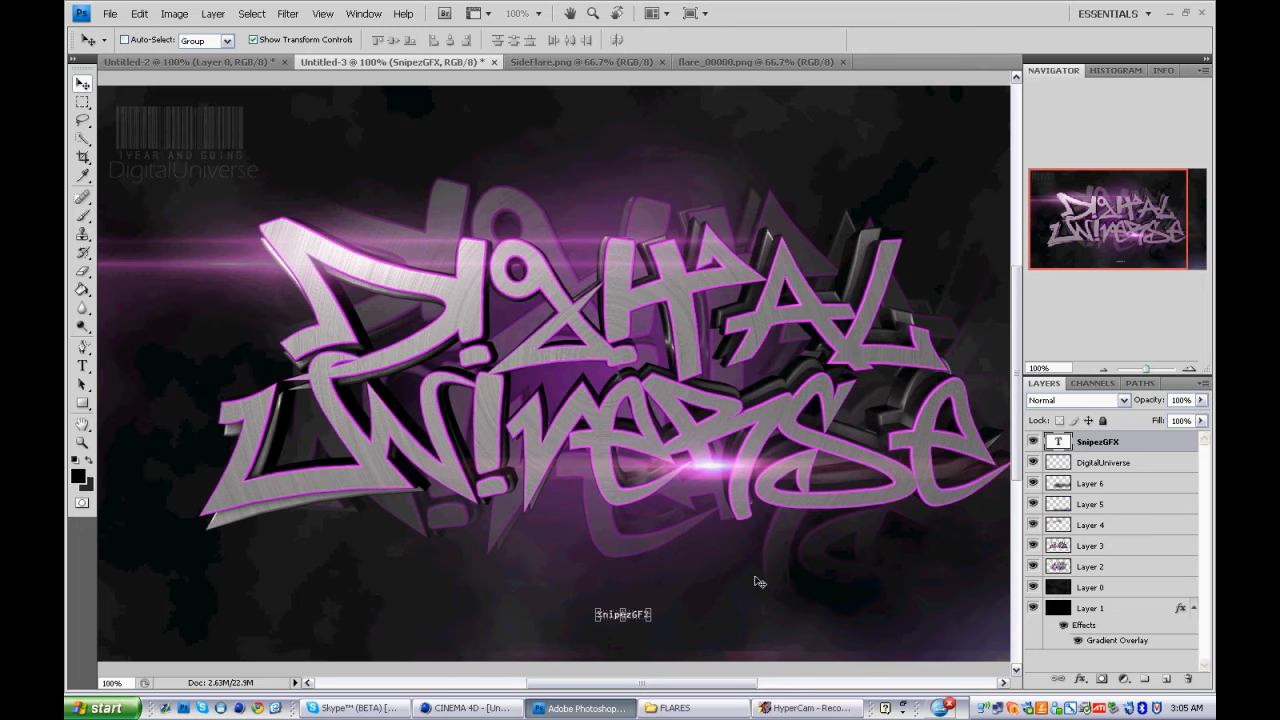 Ps File Edit Image Layer Select Filter View Window Help Br 100% ESSENTIALS
Auto-Select: Group Show Transform Controls
Untitled-2 @ 100% (Layer 0, RGB/8) * Untitled-3 @ 100% (SnipezGFX, RGB/8) * SideFlare.png @ 66.7% (RGB/8) flare_00000.png @ 66.7% (RGB/8)
NAVIGATOR HISTOGRAM INFO
1YEAR AND GOING
DigitalUniverse
DiGITAL
UNiVERSE
SnipezGFX
100%
LAYERS CHANNELS PATHS
Normal Opacity: 100%
Lock: Fill: 100%
T SnipezGFX
DigitalUniverse
Layer 6
Layer 5
Layer 4
Layer 3
Layer 2
Layer 0
Layer 1 fx
Effects
Gradient Overlay
100% Doc: 2.63M/22.9M
start Skype™ (BETA) [... CINEMA 4D - [Un... Adobe Photoshop... FLARES HyperCam - Reco... 3:05 AM